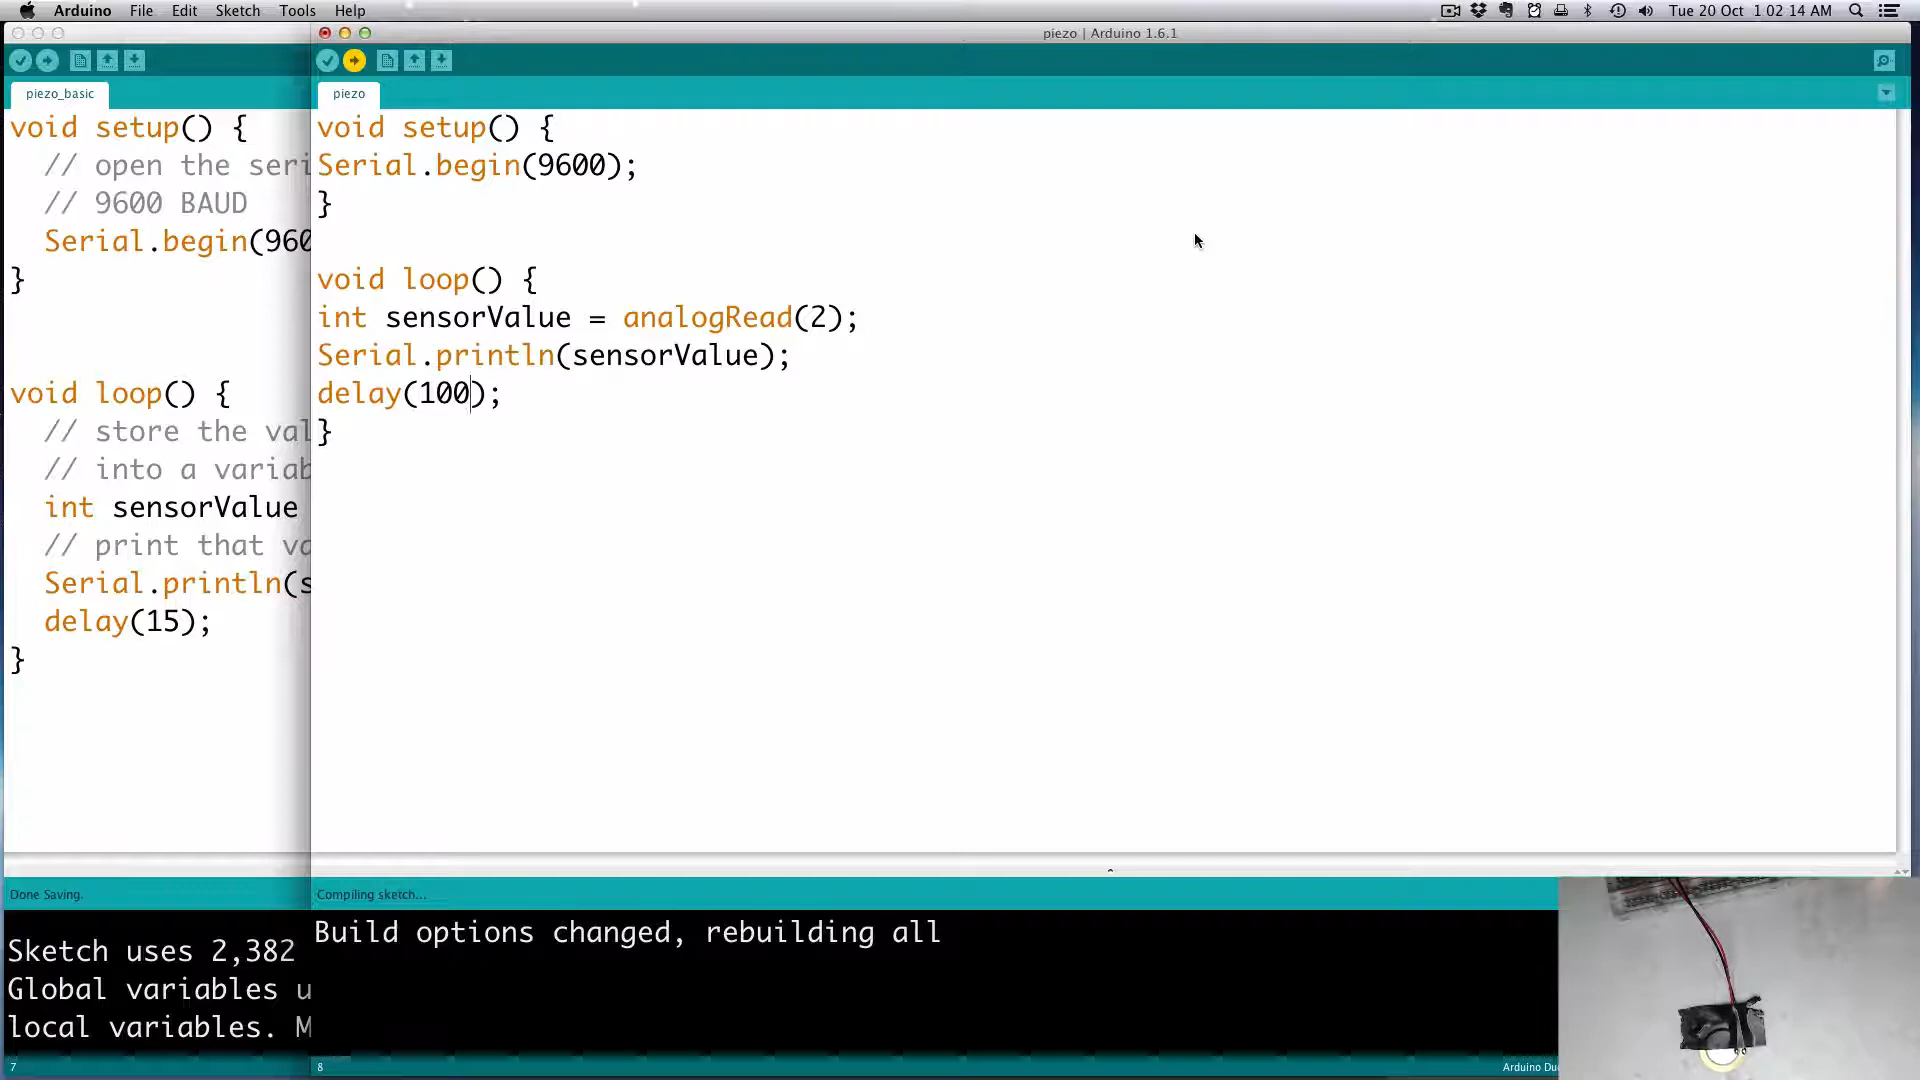 Arduino File Edit Sketch Tools Help Tue 20 Oct 1 02 14 AM
piezo | Arduino 1.6.1
piezo_basic
void setup() {
// open the seri
// 9600 BAUD
Serial.begin(960
}
void loop() {
// store the val
// into a variab
int sensorValue
// print that va
Serial.println(s
delay(15);
}
Done Saving.
Sketch uses 2,382
Global variables u
local variables. M
7
piezo
void setup() {
Serial.begin(9600);
}
void loop() {
int sensorValue = analogRead(2);
Serial.println(sensorValue);
delay(100);
}
Compiling sketch...
Build options changed, rebuilding all
8
Arduino Du